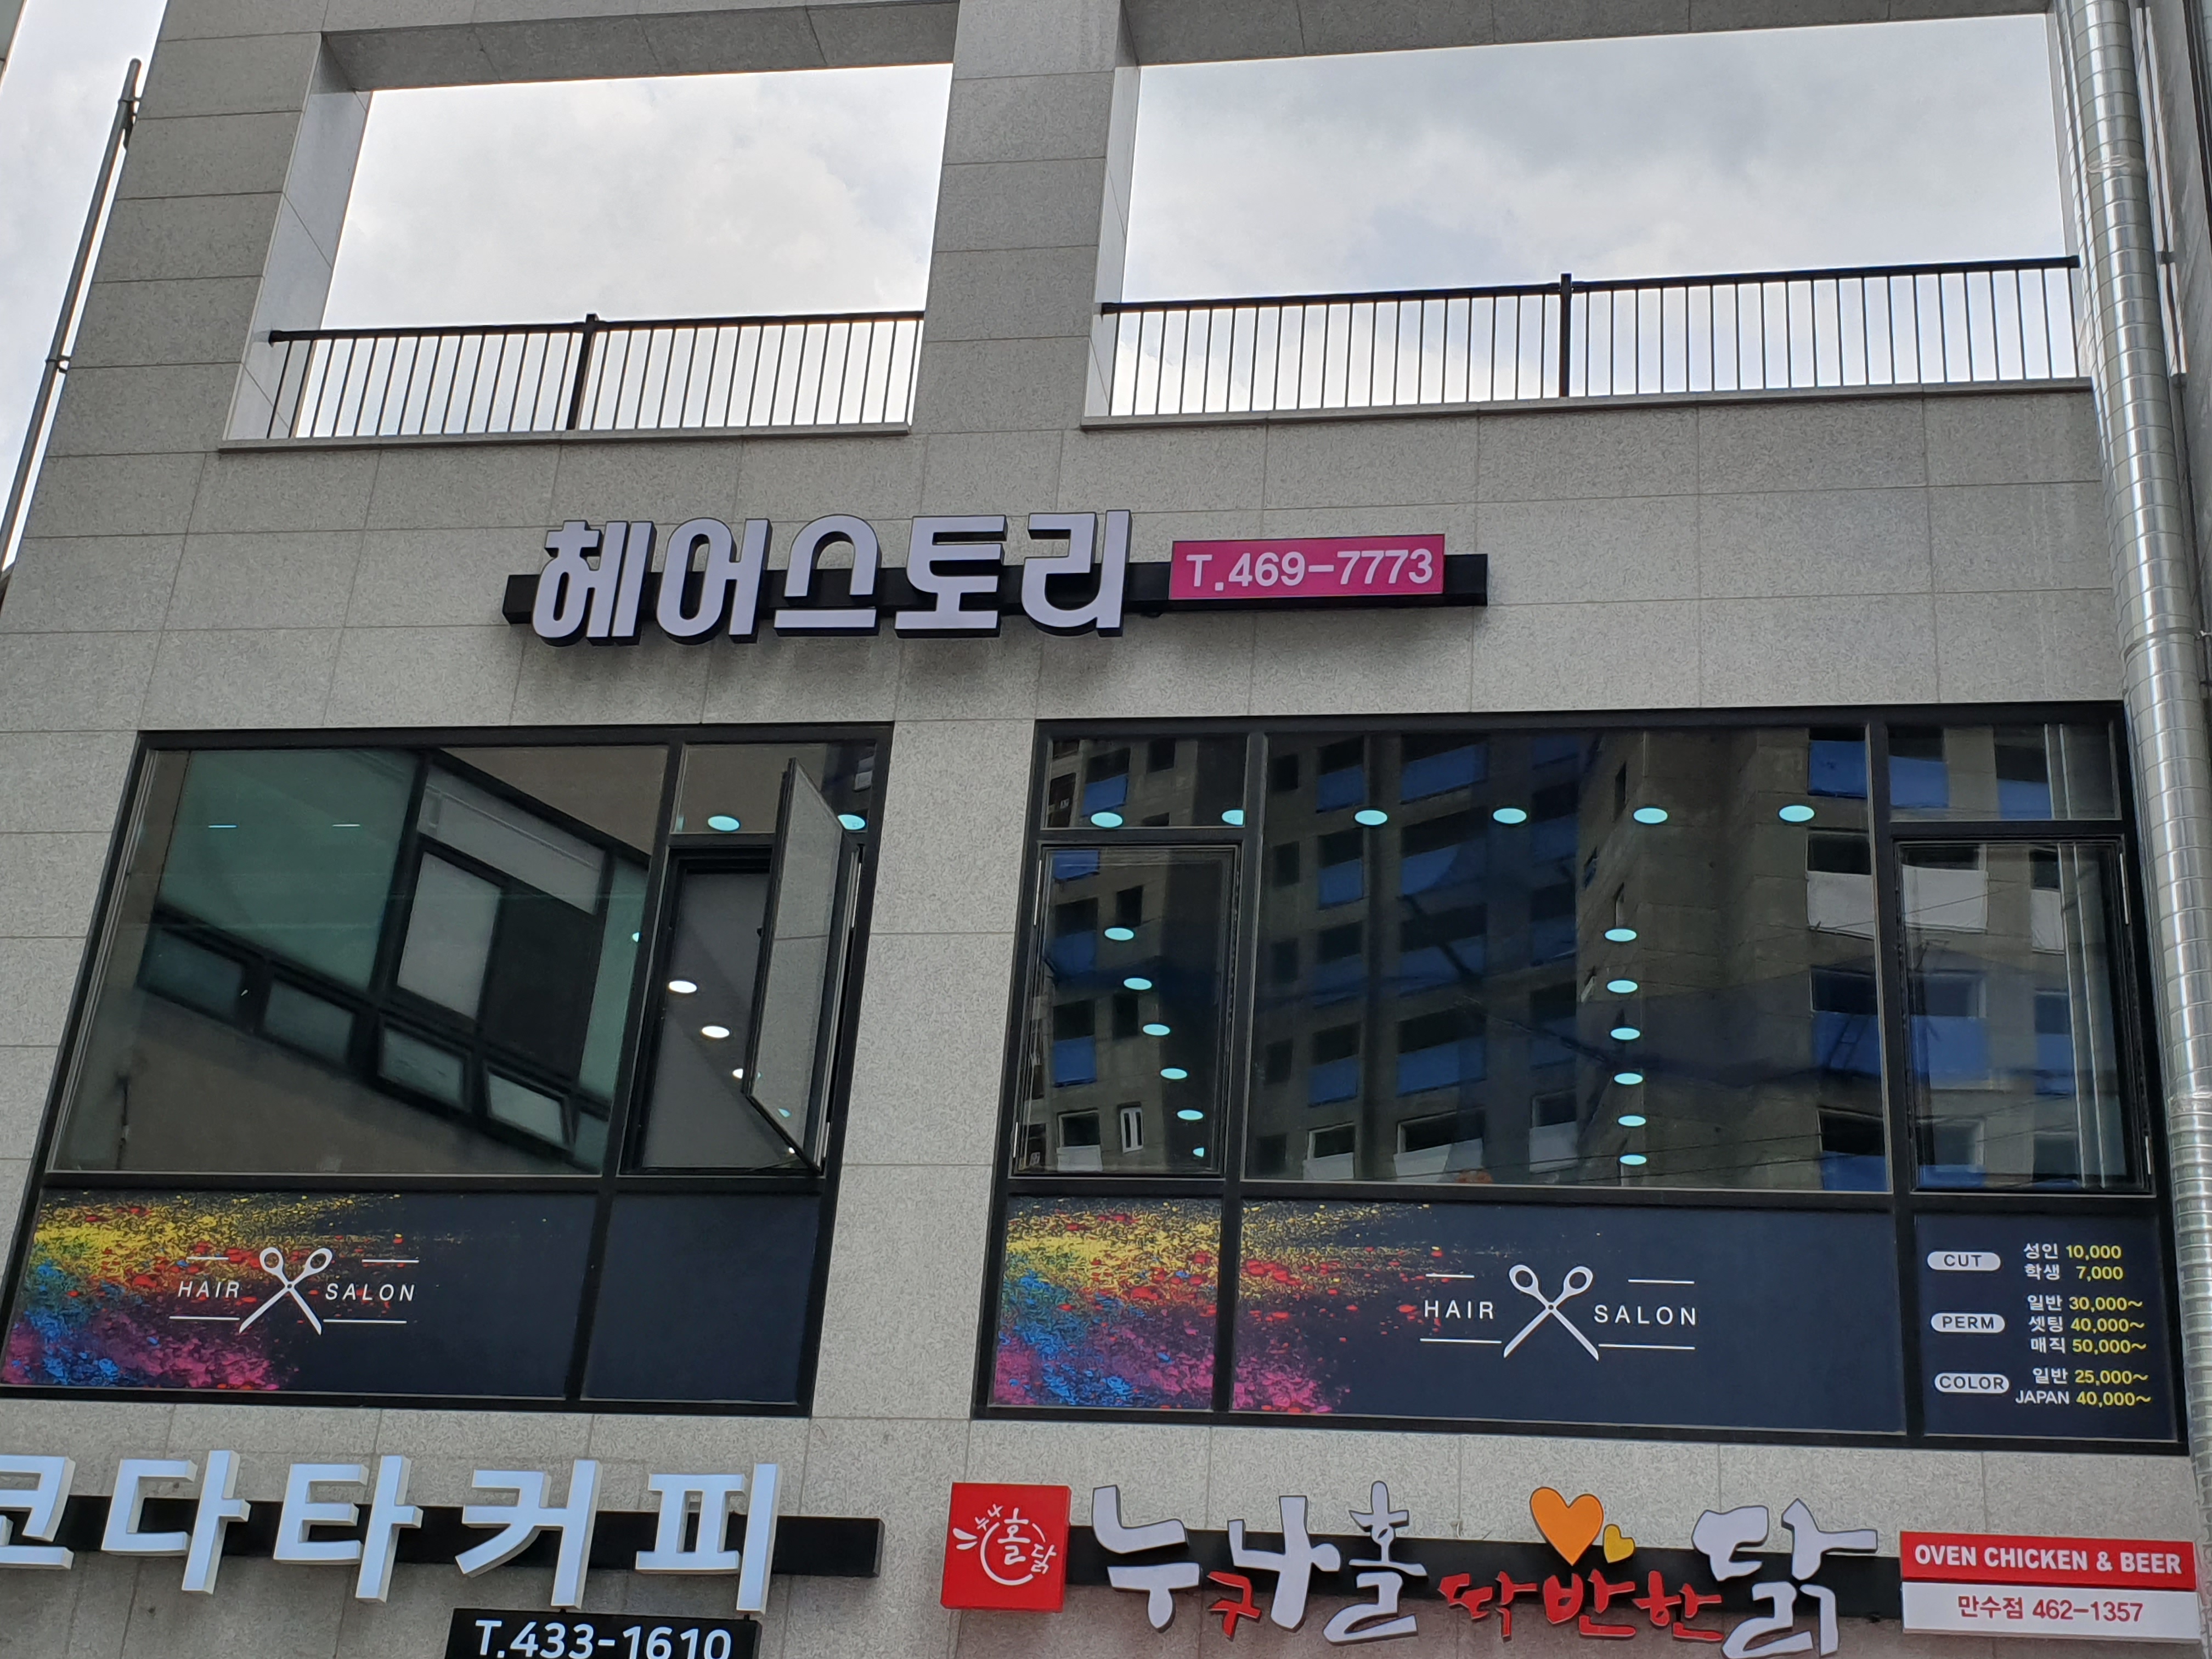 헤어스토리
T.469-7773
HAIR SALON
HAIR SALON
CUT
성인 10,000
학생 7,000
PERM
일반 30,000~
셋팅 40,000~
매직 50,000~
COLOR
일반 25,000~
JAPAN 40,000~
코다타커피
T.433-1610
누나홀닭
누구나홀딱반한닭
OVEN CHICKEN & BEER
만수점 462-1357